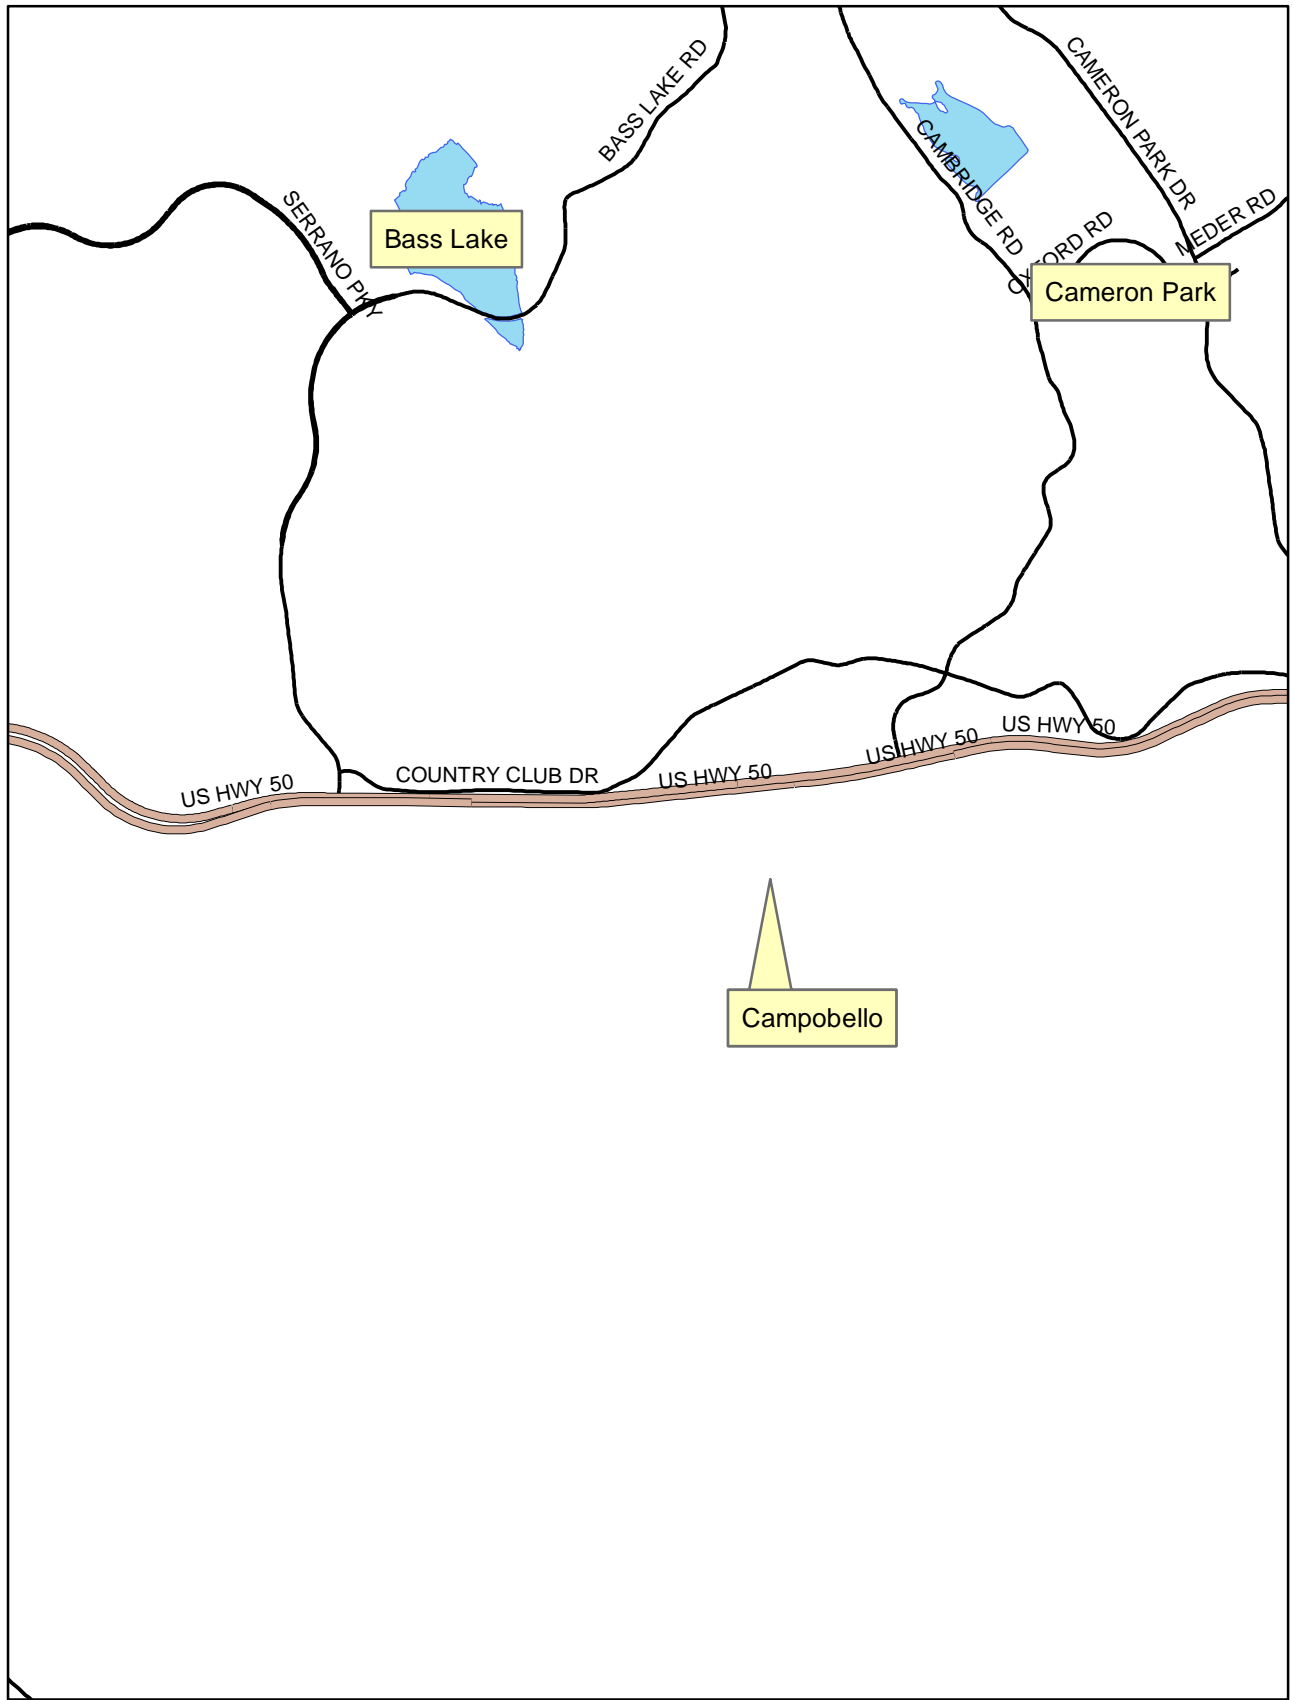 BASS LAKE RD
CAMERON PARK DR
CAMBRIDGE RD
SERRANO PKY
MEDER RD
OXFORD RD
Bass Lake
Cameron Park
US HWY 50
US HWY 50
US HWY 50
US HWY 50
COUNTRY CLUB DR
Campobello